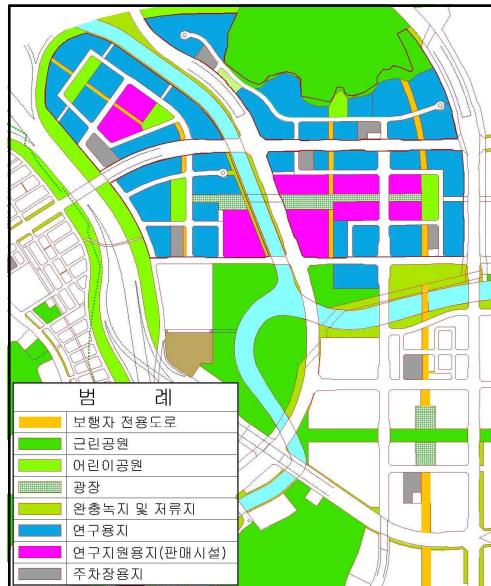 범 례
보행자 전용도로
근린공원
어린이공원
광장
완충녹지 및 저류지
연구용지
연구지원용지(판매시설)
주차장용지